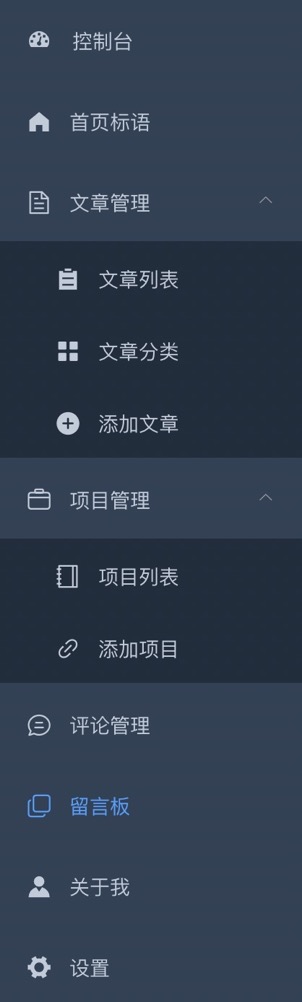 控制台
首页标语
文章管理
文章列表
文章分类
添加文章
项目管理
项目列表
添加项目
评论管理
留言板
关于我
设置